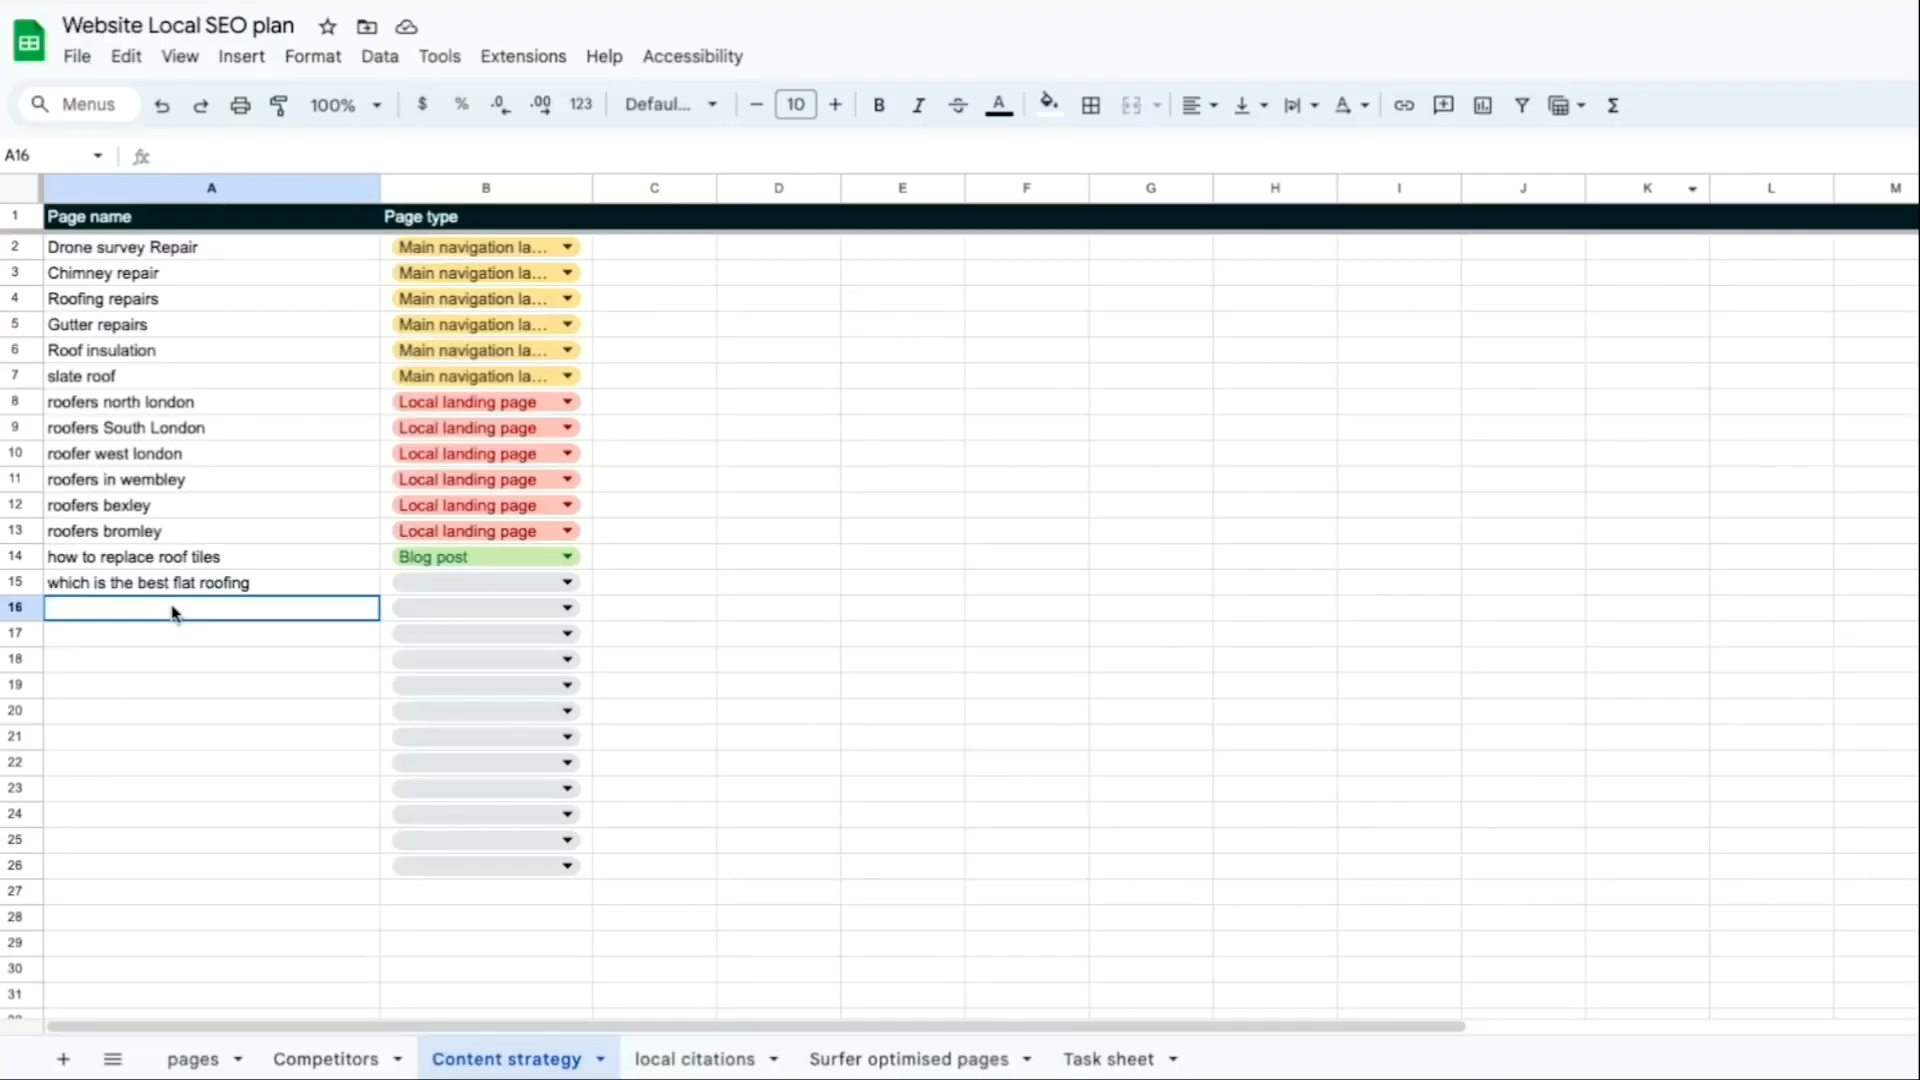 Website Local SEO plan
File Edit View Insert Format Data Tools Extensions Help Accessibility
Menus 100% $ % .0 .00 123 Defaul... 10 B I S A A Σ
A16 fx
A B C D E F G H I J K L M
1 Page name Page type
2 Drone survey Repair Main navigation la...
3 Chimney repair Main navigation la...
4 Roofing repairs Main navigation la...
5 Gutter repairs Main navigation la...
6 Roof insulation Main navigation la...
7 slate roof Main navigation la...
8 roofers north london Local landing page
9 roofers South London Local landing page
10 roofer west london Local landing page
11 roofers in wembley Local landing page
12 roofers bexley Local landing page
13 roofers bromley Local landing page
14 how to replace roof tiles Blog post
15 which is the best flat roofing
16
17
18
19
20
21
22
23
24
25
26
27
28
29
30
31
pages Competitors Content strategy local citations Surfer optimised pages Task sheet